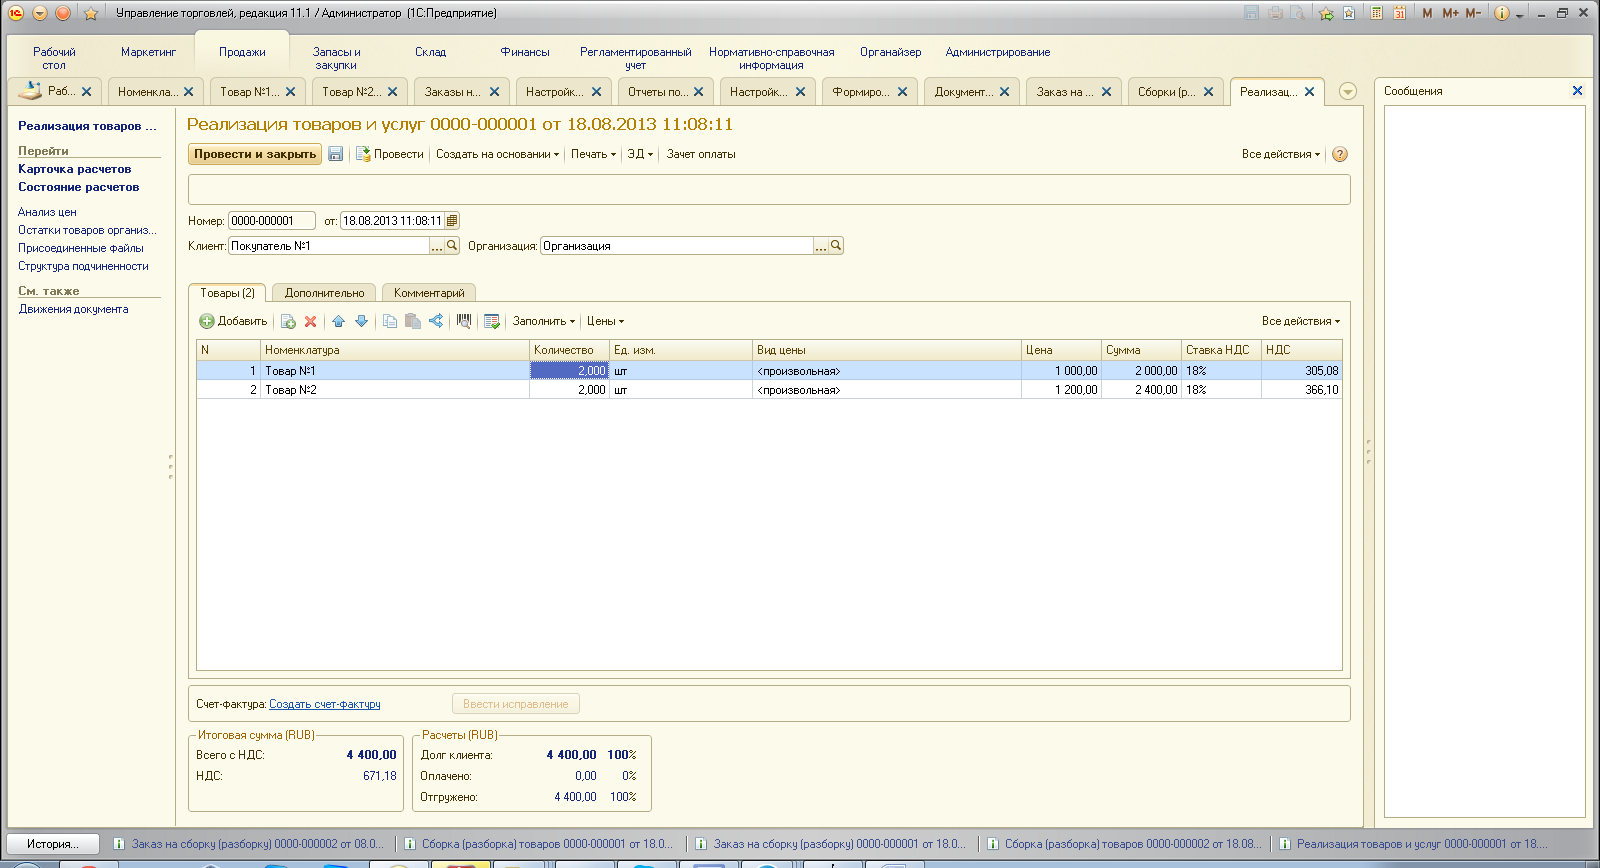 Управление торговлей, редакция 11.1 / Администратор (1С:Предприятие)
M M+ M-
Рабочий стол
Маркетинг
Продажи
Запасы и закупки
Склад
Финансы
Регламентированный учет
Нормативно-справочная информация
Органайзер
Администрирование
Раб...
Номенкла...
Товар №1...
Товар №2...
Заказы н...
Настройк...
Отчеты по...
Настройк...
Формиро...
Документ...
Заказ на ...
Сборки (р...
Реализац...
Сообщения
Реализация товаров ...
Перейти
Карточка расчетов
Состояние расчетов
Анализ цен
Остатки товаров организ...
Присоединенные файлы
Структура подчиненности
См. также
Движения документа
Реализация товаров и услуг 0000-000001 от 18.08.2013 11:08:11
Провести и закрыть
Провести
Создать на основании
Печать
ЭД
Зачет оплаты
Все действия
?
Номер: 0000-000001 от: 18.08.2013 11:08:11
Клиент: Покупатель №1 ... Организация: Организация ...
Товары (2)
Дополнительно
Комментарий
Добавить
Заполнить
Цены
Все действия
N Номенклатура Количество Ед. изм. Вид цены Цена Сумма Ставка НДС НДС
1 Товар №1 2,000 шт <произвольная> 1 000,00 2 000,00 18% 305,08
2 Товар №2 2,000 шт <произвольная> 1 200,00 2 400,00 18% 366,10
Счет-фактура: Создать счет-фактуру
Ввести исправление
Итоговая сумма (RUB)
Всего с НДС: 4 400,00
НДС: 671,18
Расчеты (RUB)
Долг клиента: 4 400,00 100%
Оплачено: 0,00 0%
Отгружено: 4 400,00 100%
История...
Заказ на сборку (разборку) 0000-000002 от 08.0...
Сборка (разборка) товаров 0000-000001 от 18.0...
Заказ на сборку (разборку) 0000-000001 от 18.0...
Сборка (разборка) товаров 0000-000002 от 18.08...
Реализация товаров и услуг 0000-000001 от 18....